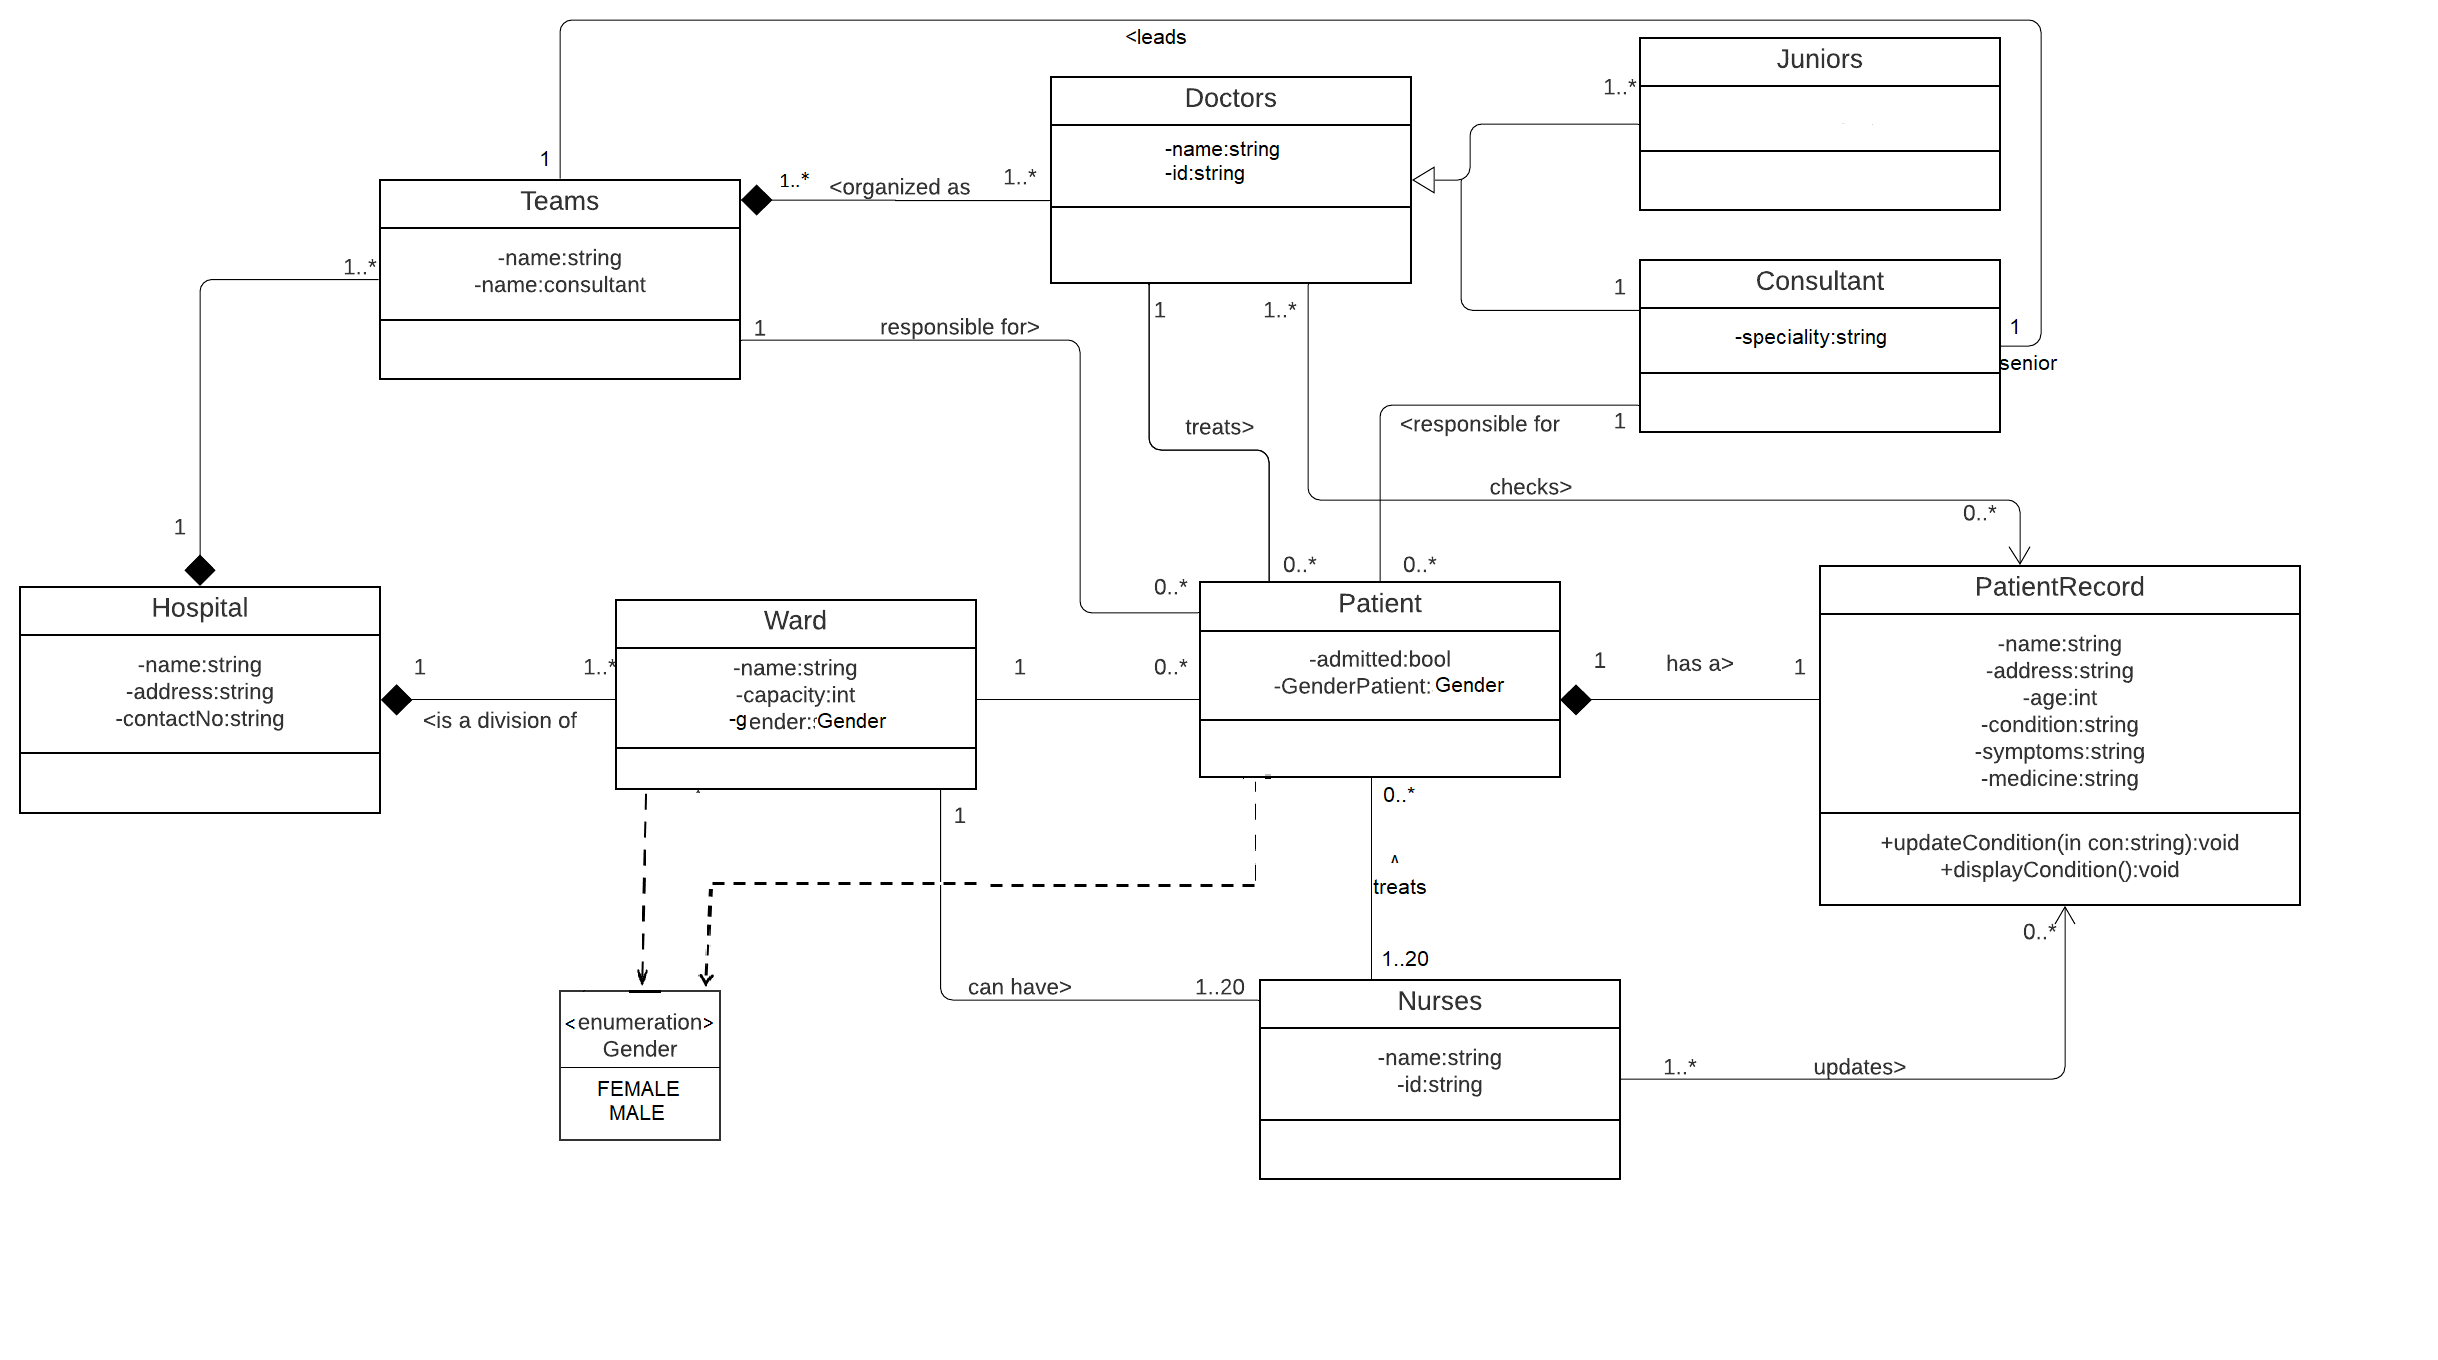 <leads
Juniors
1..*
Doctors
-name:string
-id:string
1
1..*
<organized as
1..*
Teams
-name:string
-name:consultant
1..*
1
responsible for>
1
1..*
1
Consultant
-speciality:string
1
senior
treats>
<responsible for
1
checks>
0..*
1
0..*
0..*
0..*
Hospital
-name:string
-address:string
-contactNo:string
1
1..*
<is a division of
Ward
-name:string
-capacity:int
-gender:Gender
1
0..*
Patient
-admitted:bool
-GenderPatient: Gender
1
has a>
1
PatientRecord
-name:string
-address:string
-age:int
-condition:string
-symptoms:string
-medicine:string
+updateCondition(in con:string):void
+displayCondition():void
1
0..*
^
treats
1..20
can have>
1..20
0..*
<enumeration>
Gender
FEMALE
MALE
Nurses
-name:string
-id:string
1..*
updates>